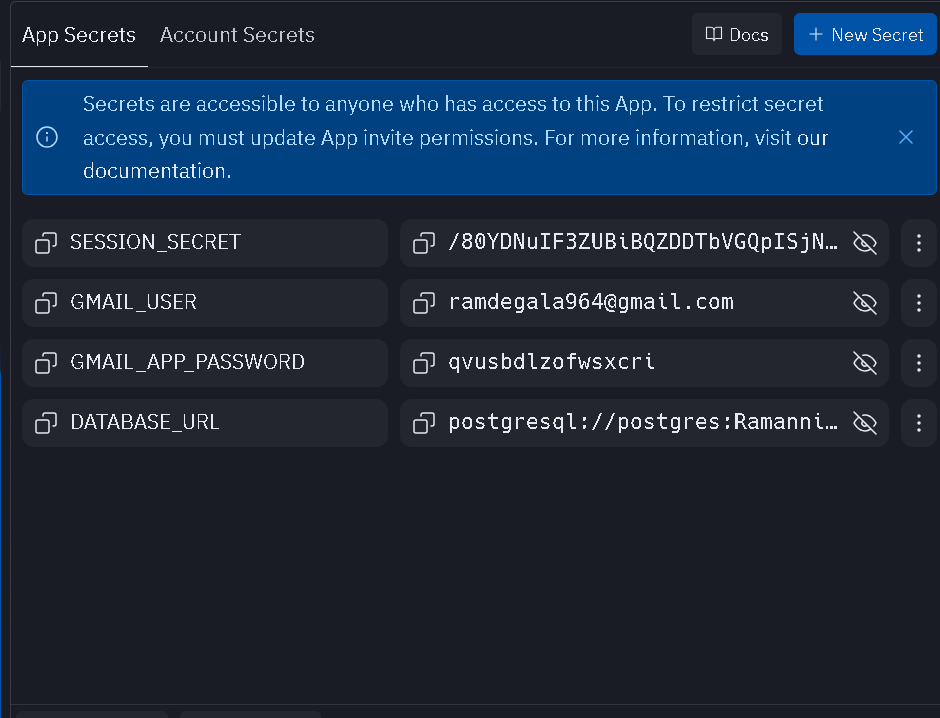 App Secrets
Account Secrets
Docs
+ New Secret
Secrets are accessible to anyone who has access to this App. To restrict secret
access, you must update App invite permissions. For more information, visit our
documentation.
SESSION_SECRET
/80YDNuIF3ZUBiBQZDDTbVGQpISjN…
GMAIL_USER
ramdegala964@gmail.com
GMAIL_APP_PASSWORD
qvusbdlzofwsxcri
DATABASE_URL
postgresql://postgres:Ramanni…